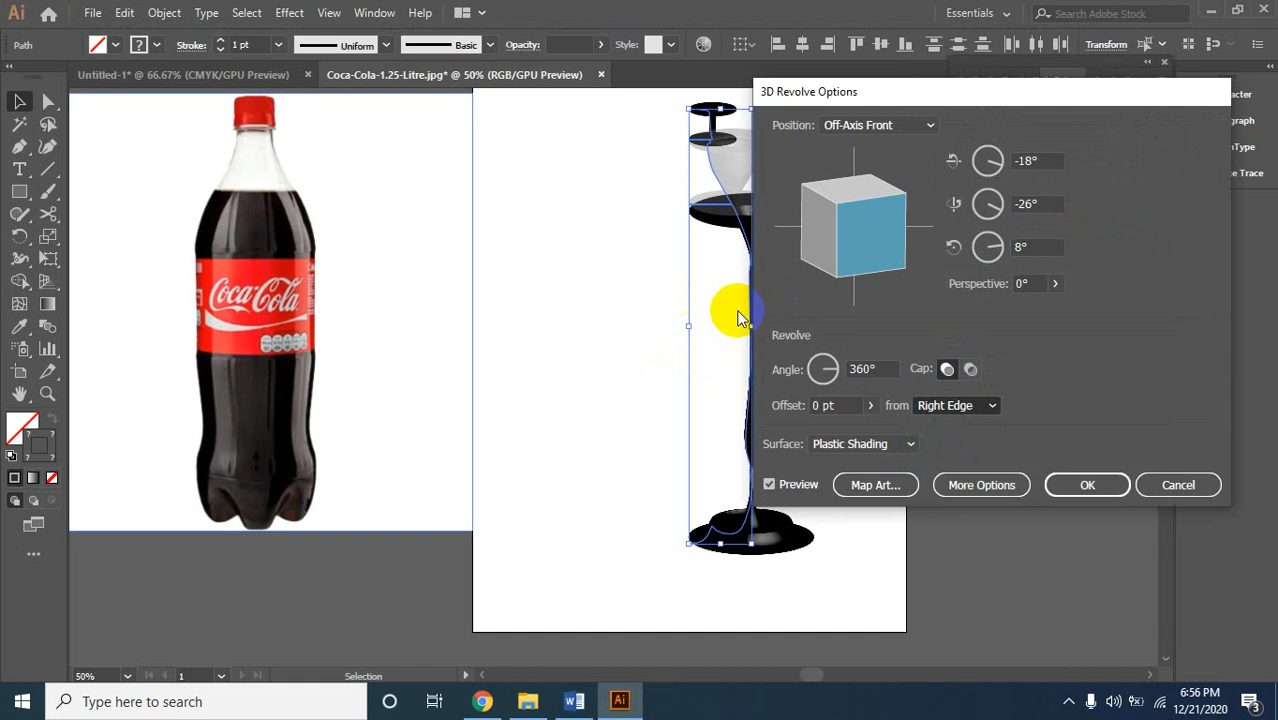 Ai File Edit Object Type Select Effect View Window Help Essentials Search Adobe Stock
Path ? Stroke: 1 pt Uniform Basic Opacity: Style: Transform
Untitled-1* @ 66.67% (CMYK/GPU Preview) × Coca-Cola-1.25-Litre.jpg* @ 50% (RGB/GPU Preview) ×
3D Revolve Options
Position: Off-Axis Front
-18°
-26°
8°
Perspective: 0°
Revolve
Angle: 360° Cap:
Offset: 0 pt from Right Edge
Surface: Plastic Shading
Preview Map Art... More Options OK Cancel
Coca-Cola
50% 1 Selection
Type here to search
Ai
6:56 PM
12/21/2020
3